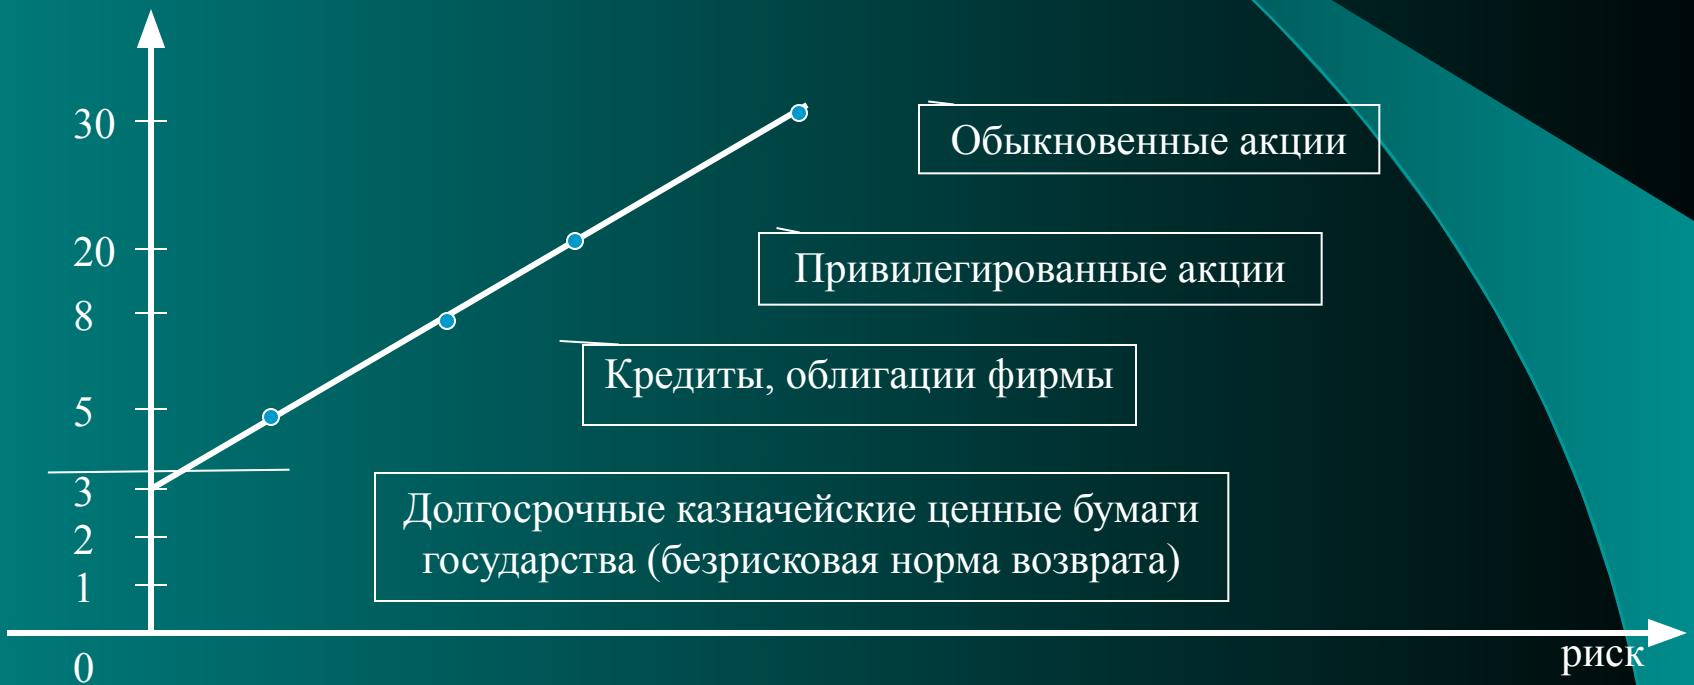 30
Обыкновенные акции
20
Привилегированные акции
8
Кредиты, облигации фирмы
5
3
Долгосрочные казначейские ценные бумаги
государства (безрисковая норма возврата)
2
1
0
риск